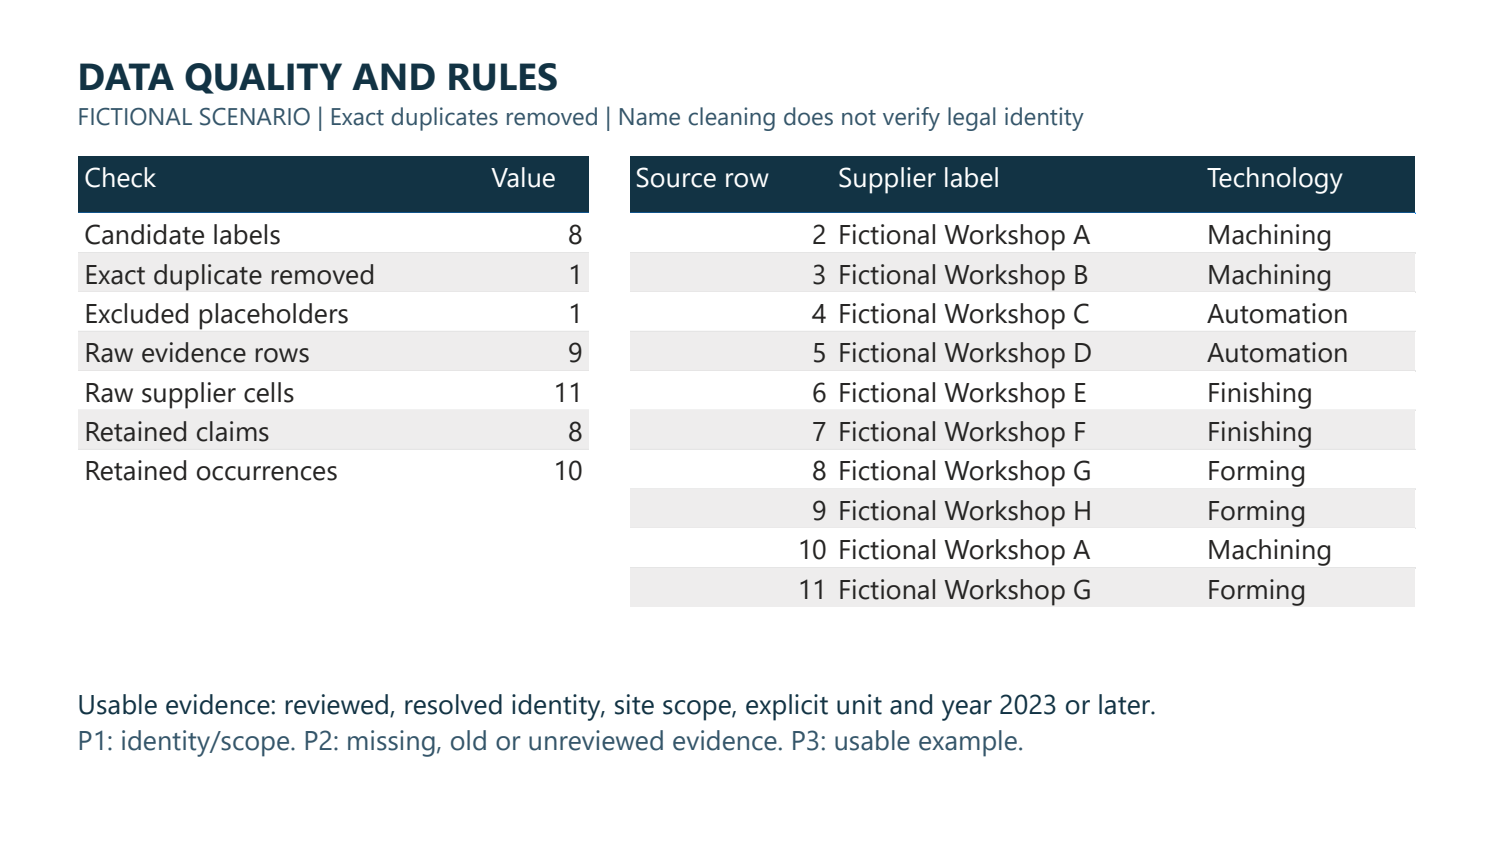 DATA QUALITY AND RULES
FICTIONAL SCENARIO | Exact duplicates removed | Name cleaning does not verify legal identity
Check Value
Candidate labels 8
Exact duplicate removed 1
Excluded placeholders 1
Raw evidence rows 9
Raw supplier cells 11
Retained claims 8
Retained occurrences 10
Source row Supplier label Technology
2 Fictional Workshop A Machining
3 Fictional Workshop B Machining
4 Fictional Workshop C Automation
5 Fictional Workshop D Automation
6 Fictional Workshop E Finishing
7 Fictional Workshop F Finishing
8 Fictional Workshop G Forming
9 Fictional Workshop H Forming
10 Fictional Workshop A Machining
11 Fictional Workshop G Forming
Usable evidence: reviewed, resolved identity, site scope, explicit unit and year 2023 or later.
P1: identity/scope. P2: missing, old or unreviewed evidence. P3: usable example.